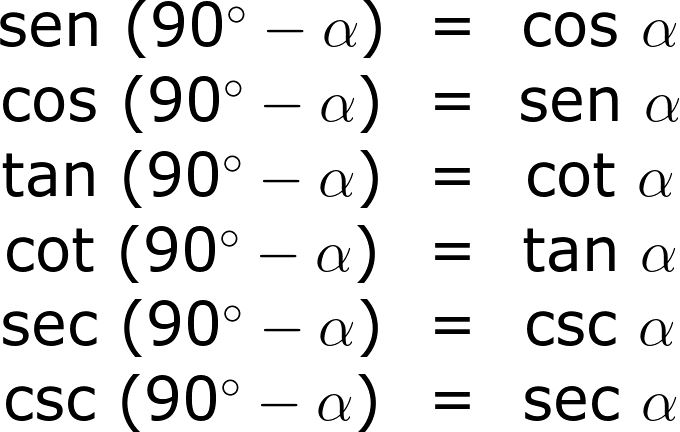 sen (90° − α) = cos α
cos (90° − α) = sen α
tan (90° − α) = cot α
cot (90° − α) = tan α
sec (90° − α) = csc α
csc (90° − α) = sec α